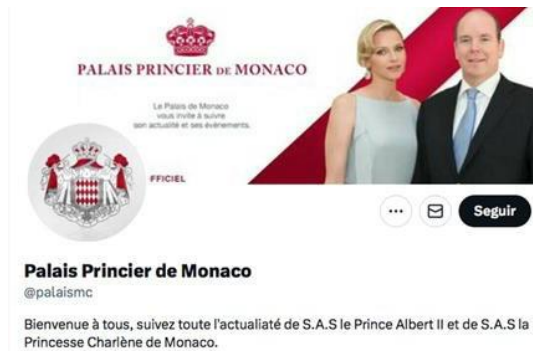 PALAIS PRINCIER DE MONACO
Le Palais de Monaco
vous invite à suivre
son actualité et ses événements.
FFICIEL
Seguir
Palais Princier de Monaco
@palaismc
Bienvenue à tous, suivez toute l'actualiaté de S.A.S le Prince Albert II et de S.A.S la
Princesse Charlène de Monaco.